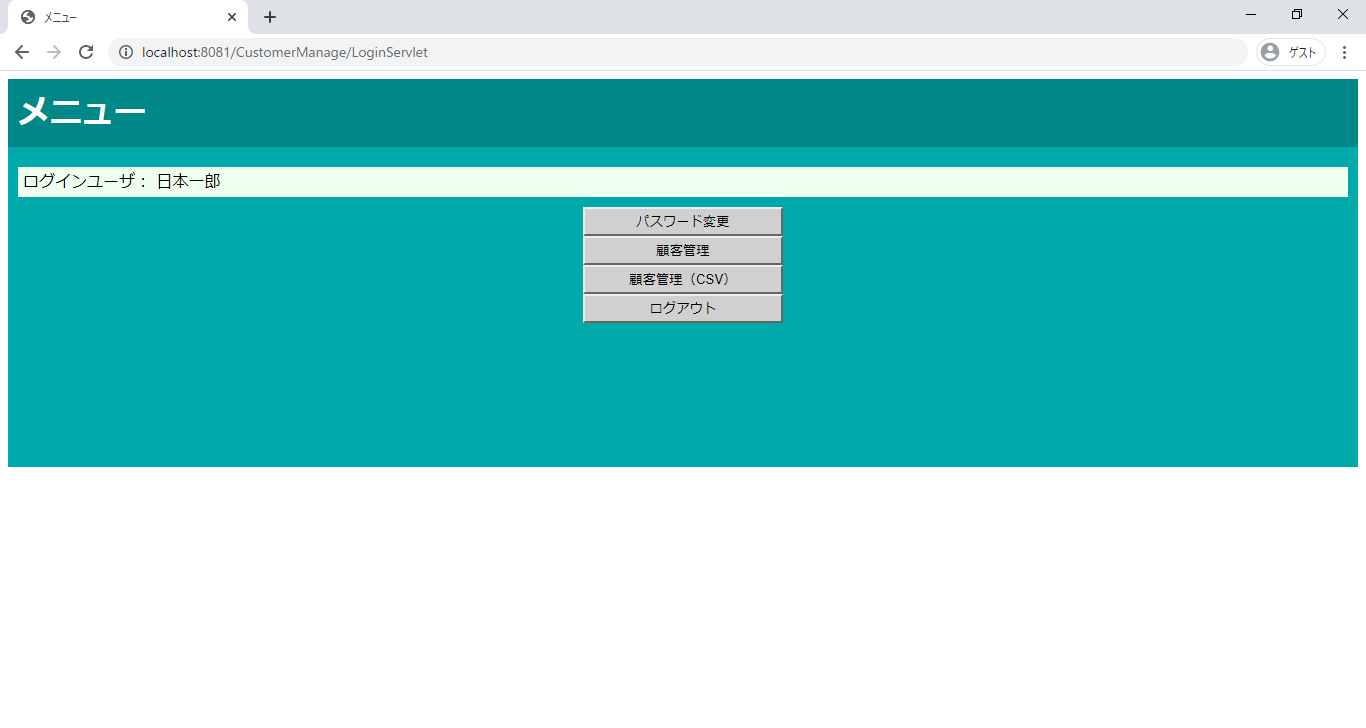 メニュー
localhost:8081/CustomerManage/LoginServlet
ゲスト
メニュー
ログインユーザ： 日本一郎
パスワード変更
顧客管理
顧客管理（CSV）
ログアウト